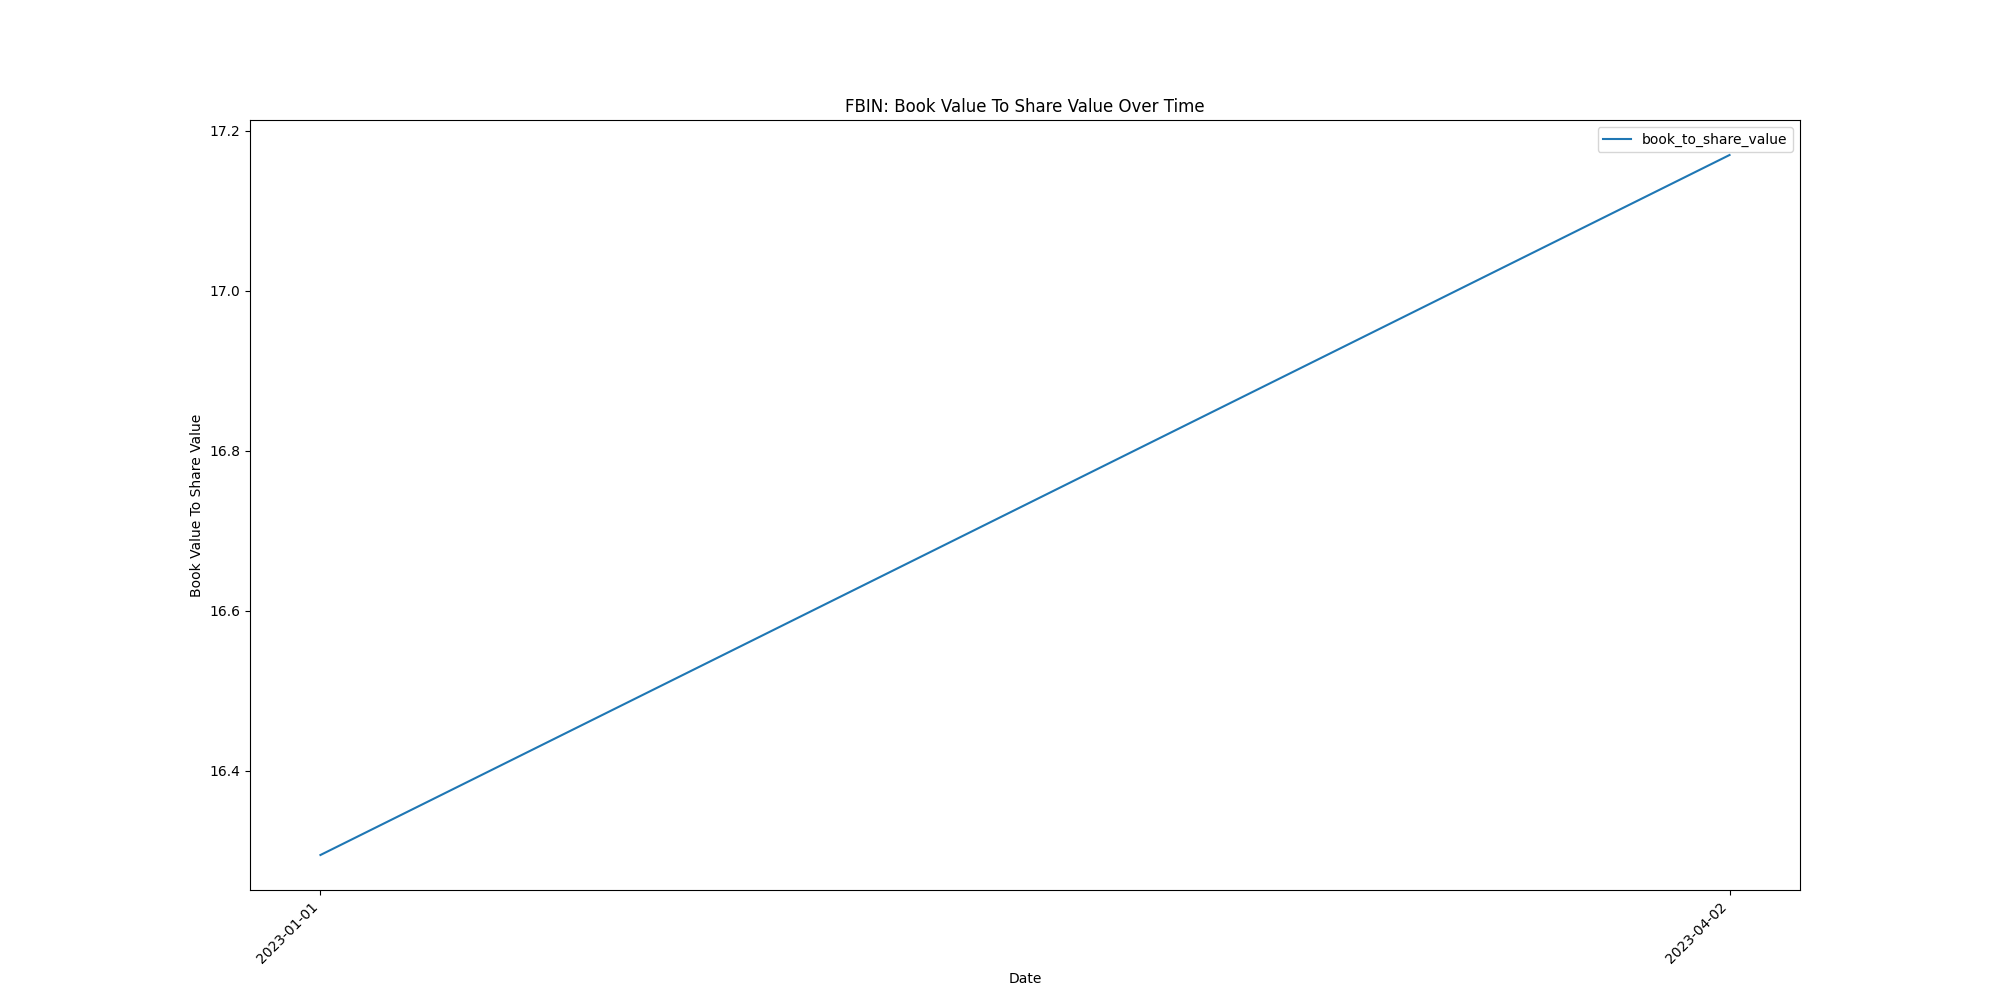 FBIN: Book Value To Share Value Over Time
book_to_share_value
17.2
17.0
16.8
16.6
16.4
Book Value To Share Value
2023-01-01
2023-04-02
Date